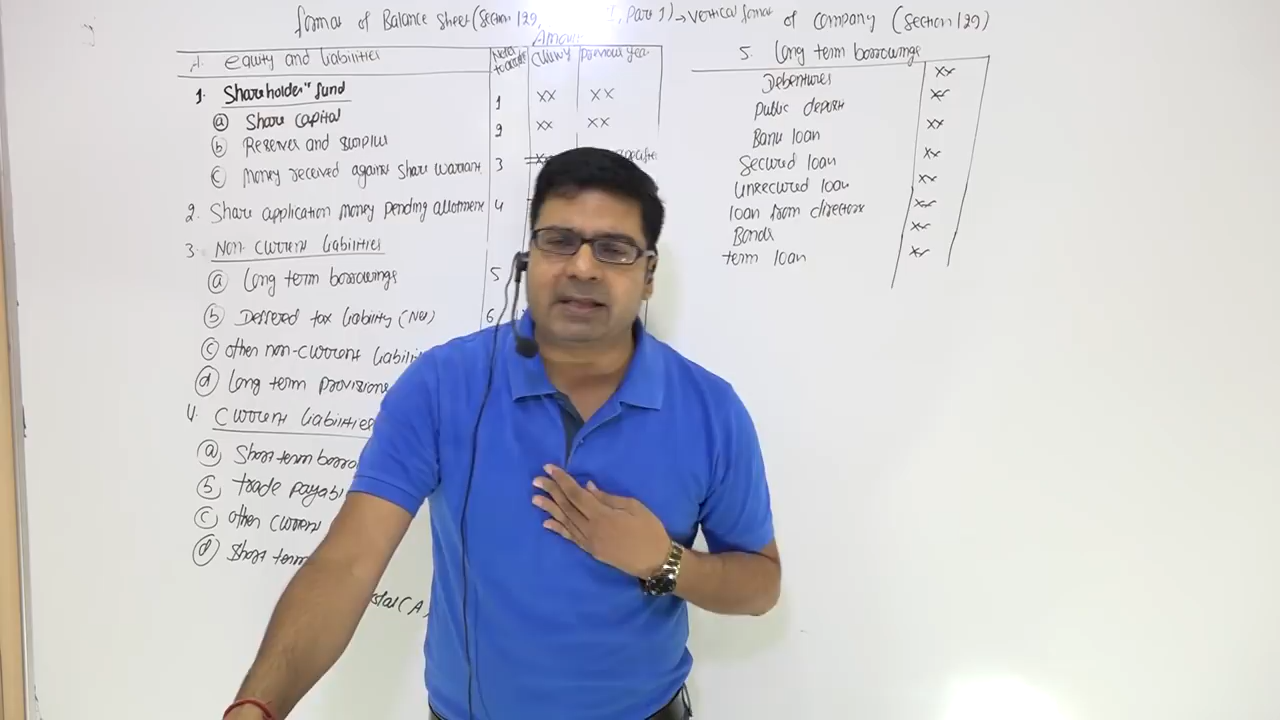 format of Balance sheet (Section 129, I, Part I) → vertical format of company (Section 129)
Amount
equity and liabilities
Current
previous year
1. Shareholder" fund
a Share capital 1 xx xx
b Reserves and surplus 2 xx xx
c Money received against share warrant 3
2. Share application money pending allotment 4
3. Non-current liabilities
a long term borrowings 5
b Deferred tax liability (Net) 6
c other non-current
d long term provisions
4. Current liabilities
a Short term
b trade
c other current
d Short term
(A)
5. long term borrowings
Debentures xx
public deposit xx
Bank loan xx
Secured loan xx
unsecured loan xx
loan from directors xx
Bonds xx
term loan xx